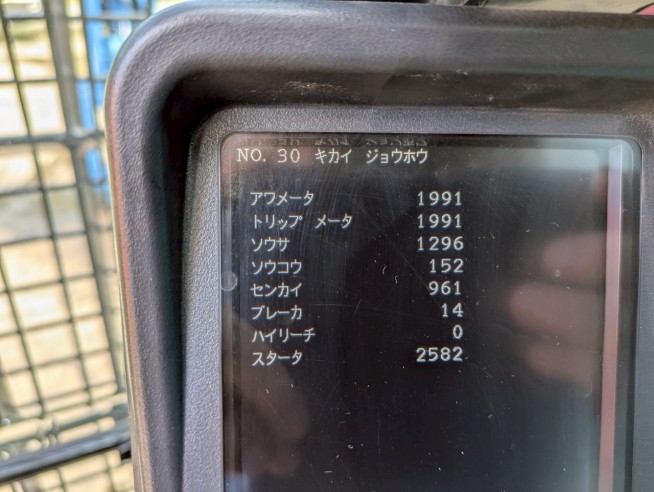 NO. 30 キカイ ジョウホウ
アワメータ 1991
トリップ メータ 1991
ソウサ 1296
ソウコウ 152
センカイ 961
ブレーカ 14
ハイリーチ 0
スタータ 2582